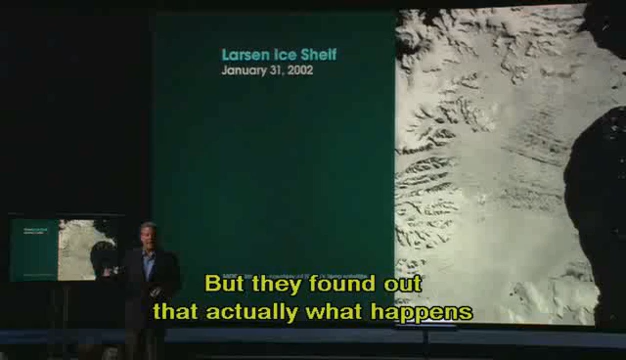 Larsen Ice Shelf
January 31, 2002
But they found out
that actually what happens